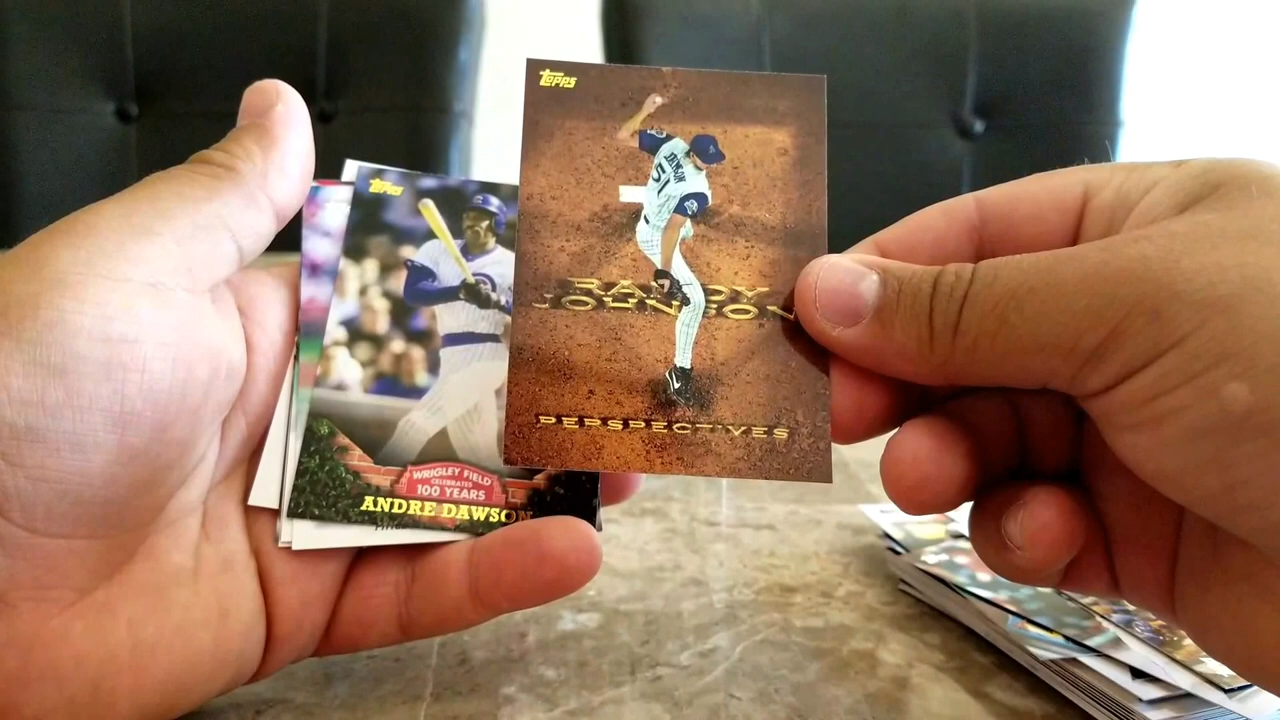 Topps
WRIGLEY FIELD
CELEBRATES
100 YEARS
ANDRE DAWSON
Topps
JOHNSON
51
RANDY
JOHNSON
PERSPECTIVES